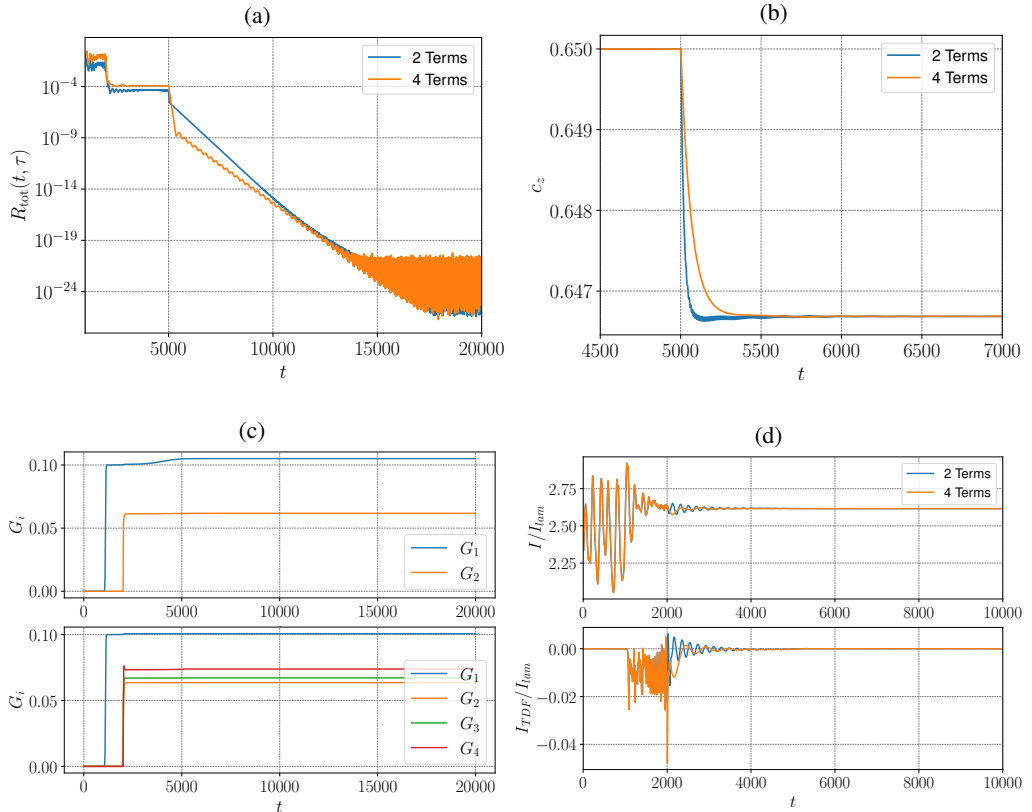 (a)
2 Terms
4 Terms
10⁻⁴
10⁻⁹
10⁻¹⁴
10⁻¹⁹
10⁻²⁴
R_tot(t, τ)
5000 10000 15000 20000
t
(b)
2 Terms
4 Terms
0.650
0.649
0.648
0.647
c_z
4500 5000 5500 6000 6500 7000
t
(c)
0.10
0.05
0.00
G_i
G_1
G_2
0 5000 10000 15000 20000
0.10
0.05
0.00
G_i
G_1
G_2
G_3
G_4
0 5000 10000 15000 20000
t
(d)
2 Terms
4 Terms
2.75
2.50
2.25
I/I_lam
0 2000 4000 6000 8000 10000
0.00
−0.02
−0.04
I_TDF/I_lam
0 2000 4000 6000 8000 10000
t